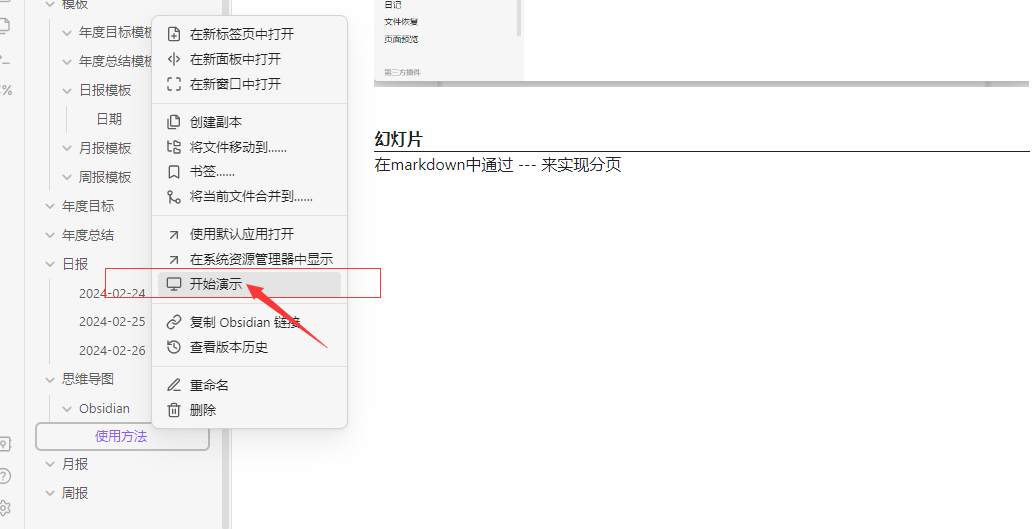 模板
年度目标模板
年度总结模板
日报模板
日期
月报模板
周报模板
年度目标
年度总结
日报
2024-02-24
2024-02-25
2024-02-26
思维导图
Obsidian
使用方法
月报
周报
在新标签页中打开
在新面板中打开
在新窗口中打开
创建副本
将文件移动到......
书签......
将当前文件合并到......
使用默认应用打开
在系统资源管理器中显示
开始演示
复制 Obsidian 链接
查看版本历史
重命名
删除
日记
文件恢复
页面预览
第三方插件
幻灯片
在markdown中通过 --- 来实现分页